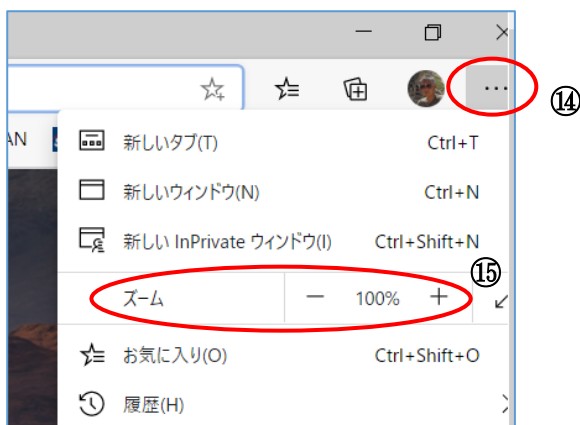 ⑭
AN
新しいタブ(T) Ctrl+T
新しいウィンドウ(N) Ctrl+N
新しい InPrivate ウィンドウ(I) Ctrl+Shift+N
⑮
ズーム － 100% +
お気に入り(O) Ctrl+Shift+O
履歴(H)